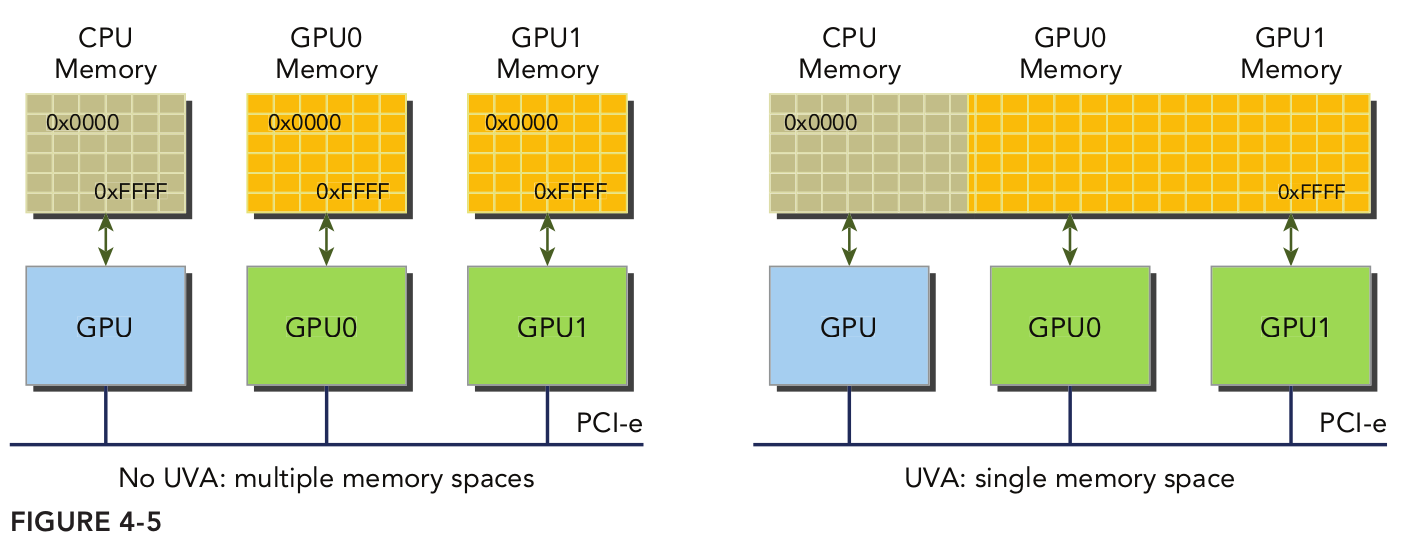 CPU
Memory
GPU0
Memory
GPU1
Memory
0x0000
0xFFFF
0x0000
0xFFFF
0x0000
0xFFFF
GPU
GPU0
GPU1
PCI-e
No UVA: multiple memory spaces
CPU
Memory
GPU0
Memory
GPU1
Memory
0x0000
0xFFFF
GPU
GPU0
GPU1
PCI-e
UVA: single memory space
FIGURE 4-5